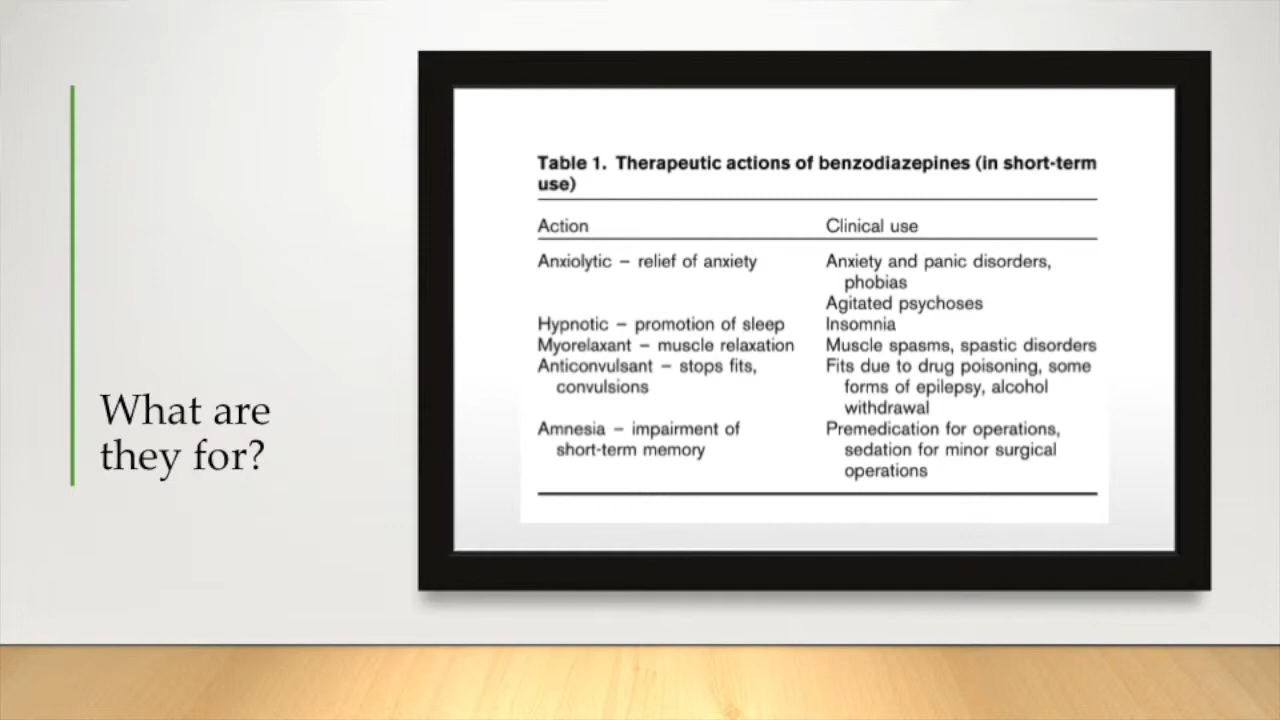 What are
they for?
Table 1. Therapeutic actions of benzodiazepines (in short-term
use)
Action Clinical use
Anxiolytic – relief of anxiety Anxiety and panic disorders,
phobias
Agitated psychoses
Hypnotic – promotion of sleep Insomnia
Myorelaxant – muscle relaxation Muscle spasms, spastic disorders
Anticonvulsant – stops fits, Fits due to drug poisoning, some
convulsions forms of epilepsy, alcohol
withdrawal
Amnesia – impairment of Premedication for operations,
short-term memory sedation for minor surgical
operations